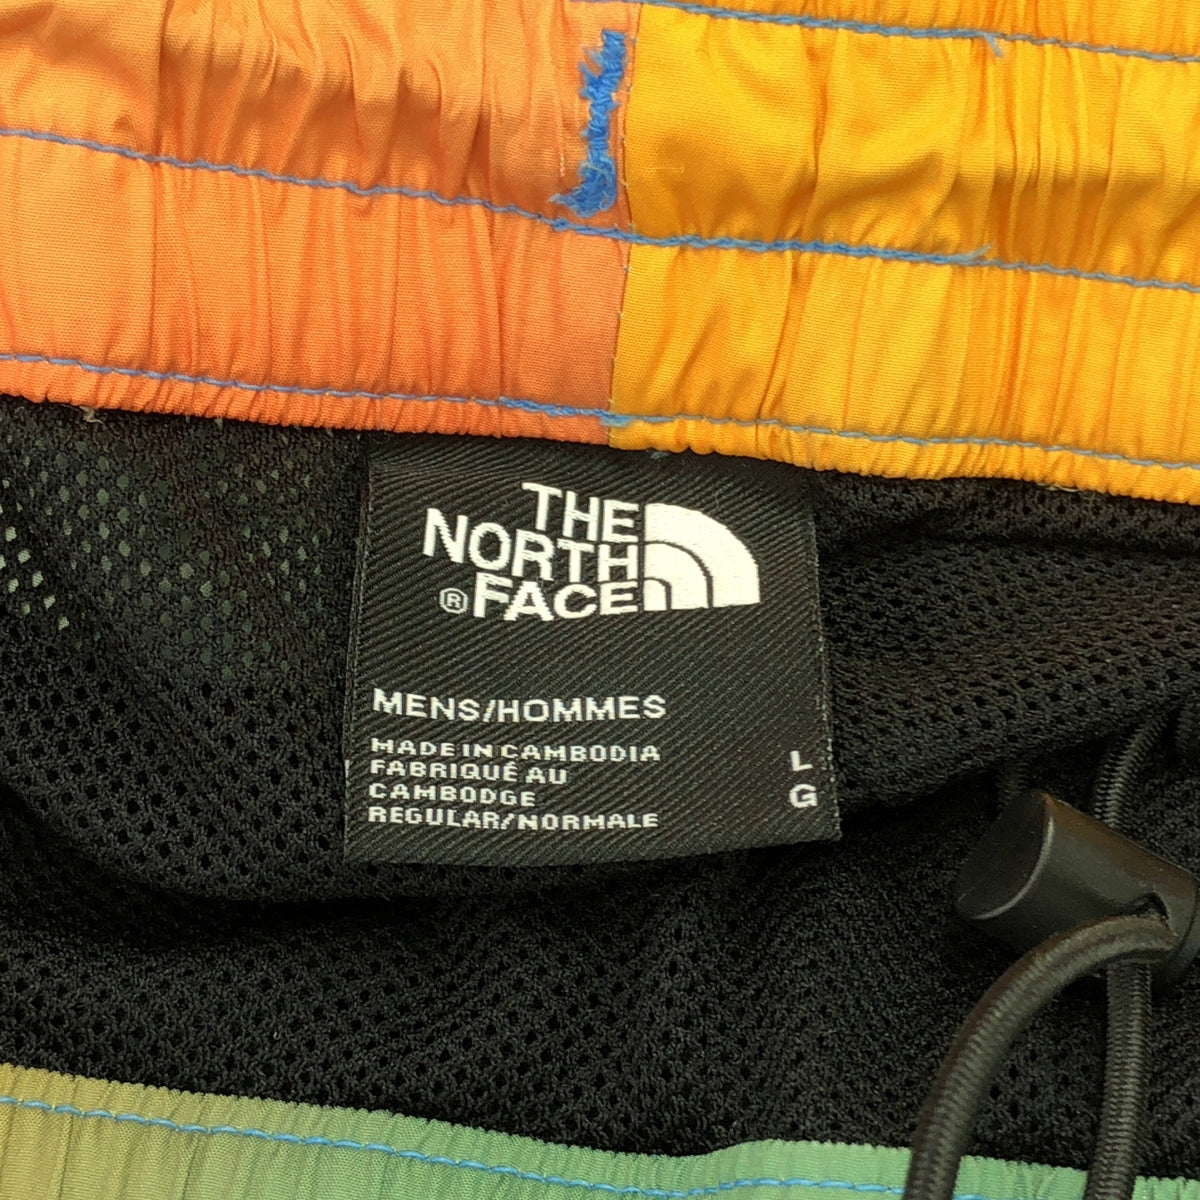 THE
NORTH
® FACE
MENS/HOMMES
MADE IN CAMBODIA
FABRIQUÉ AU
CAMBODGE
REGULAR/NORMALE
L
G